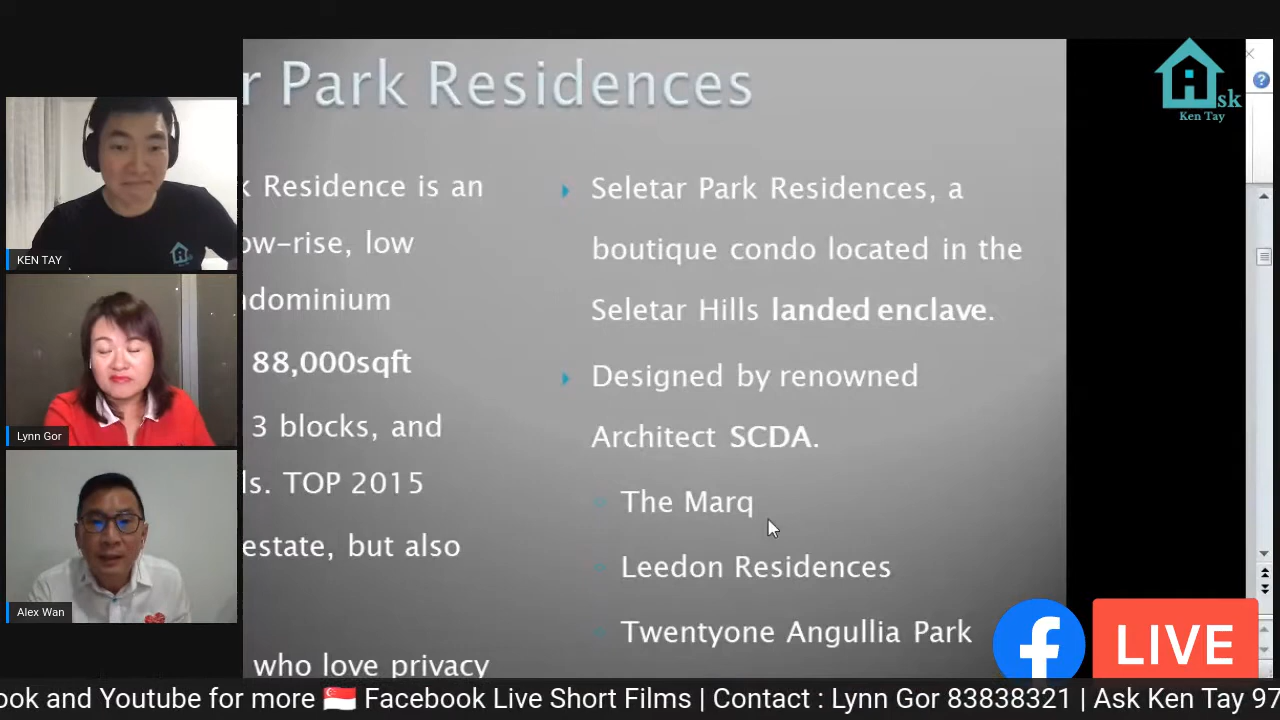 r Park Residences
k Residence is an
ow-rise, low
ndominium
88,000sqft
3 blocks, and
ls. TOP 2015
estate, but also
who love privacy
Seletar Park Residences, a
boutique condo located in the
Seletar Hills landed enclave.
Designed by renowned
Architect SCDA.
The Marq
Leedon Residences
Twentyone Angullia Park
sk
Ken Tay
KEN TAY
Lynn Gor
Alex Wan
LIVE
ook and Youtube for more 🇸🇬 Facebook Live Short Films | Contact : Lynn Gor 83838321 | Ask Ken Tay 97